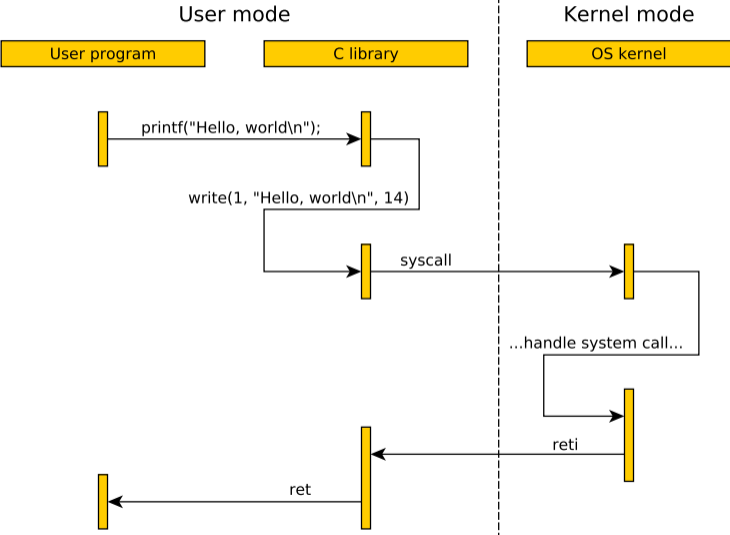 User mode
Kernel mode
User program
C library
OS kernel
printf("Hello, world\n");
write(1, "Hello, world\n", 14)
syscall
...handle system call...
reti
ret